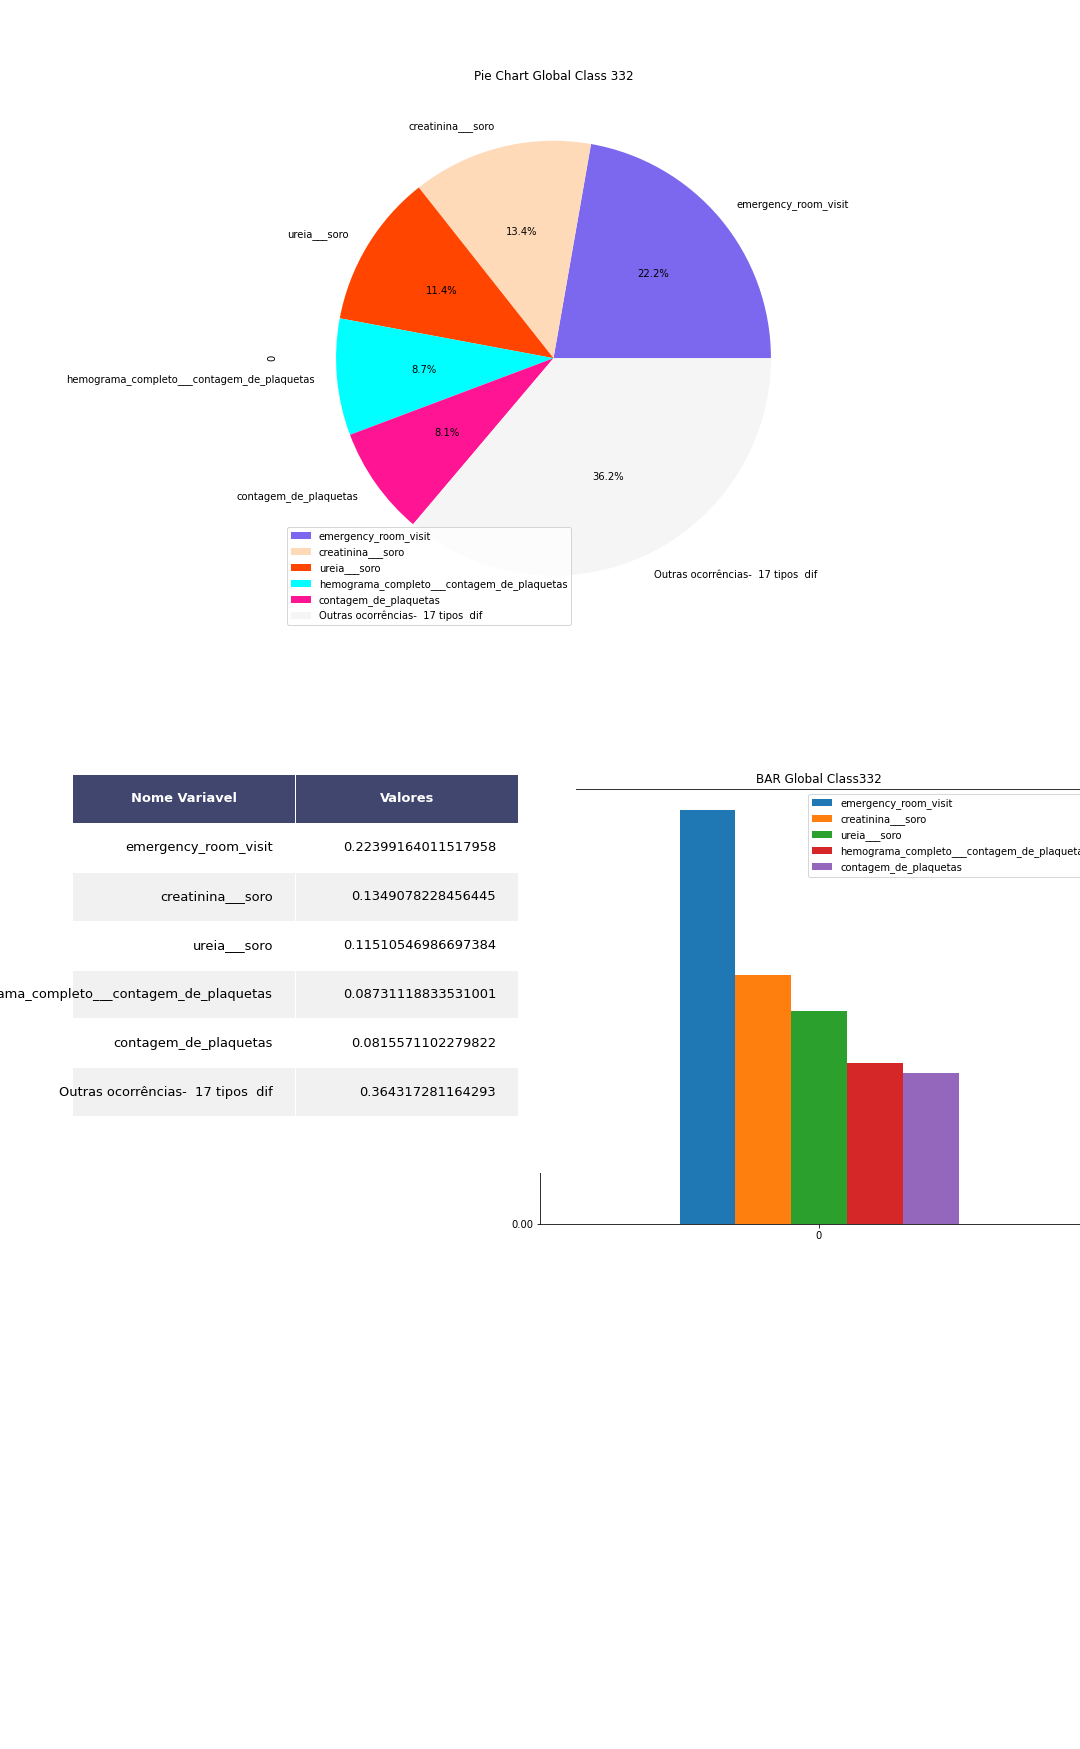 Pie Chart Global Class 332
creatinina___soro
emergency_room_visit
ureia___soro
13.4%
22.2%
11.4%
0
8.7%
hemograma_completo___contagem_de_plaquetas
8.1%
36.2%
contagem_de_plaquetas
emergency_room_visit
creatinina___soro
ureia___soro
hemograma_completo___contagem_de_plaquetas
contagem_de_plaquetas
Outras ocorrências-  17 tipos  dif
Outras ocorrências-  17 tipos  dif
Nome Variavel Valores
emergency_room_visit 0.22399164011517958
creatinina___soro 0.1349078228456445
ureia___soro 0.11510546986697384
ama_completo___contagem_de_plaquetas 0.08731118833531001
contagem_de_plaquetas 0.0815571102279822
Outras ocorrências-  17 tipos  dif 0.364317281164293
BAR Global Class332
emergency_room_visit
creatinina___soro
ureia___soro
hemograma_completo___contagem_de_plaqueta
contagem_de_plaquetas
0.00
0